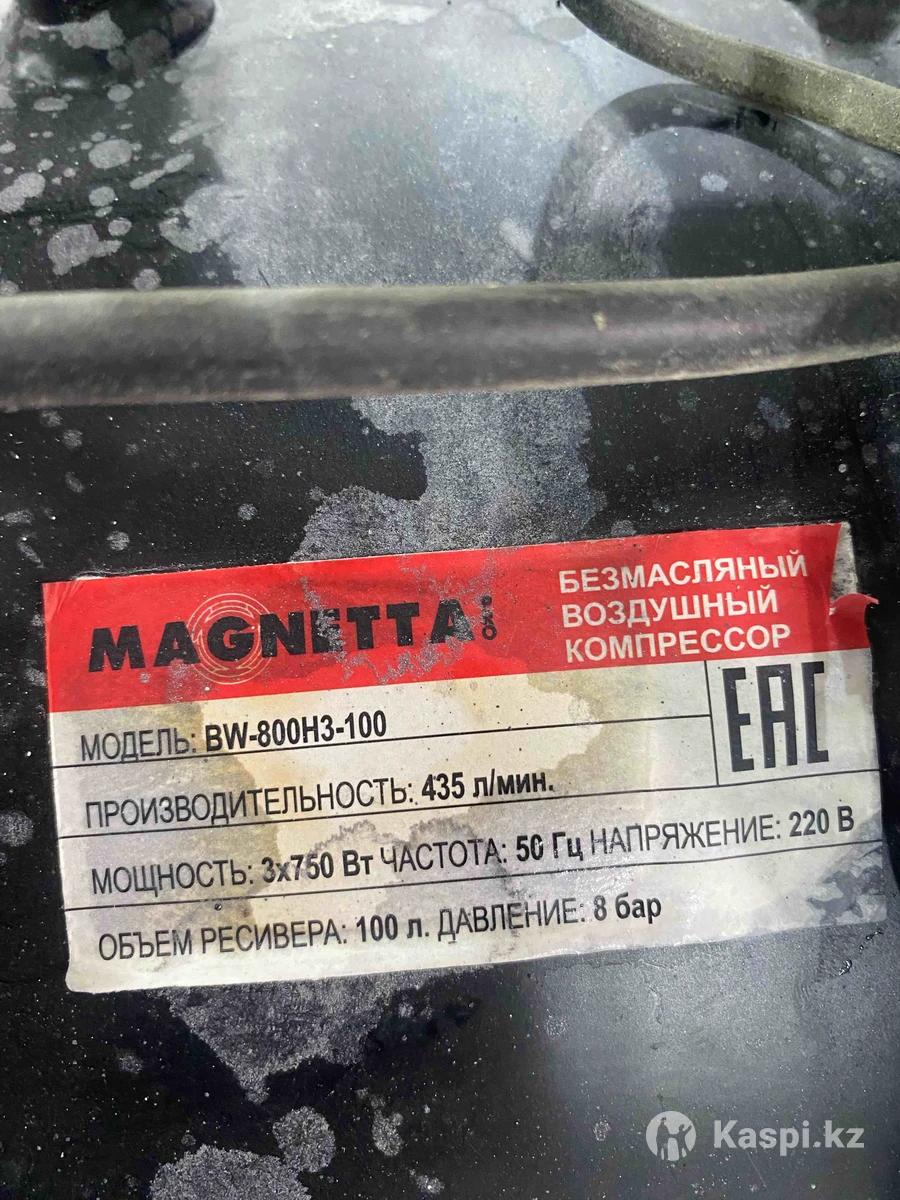 MAGNETTA
БЕЗМАСЛЯНЫЙ
ВОЗДУШНЫЙ
КОМПРЕССОР
МОДЕЛЬ: BW-800H3-100
EAC
ПРОИЗВОДИТЕЛЬНОСТЬ: 435 л/мин.
МОЩНОСТЬ: 3x750 Вт ЧАСТОТА: 50 Гц НАПРЯЖЕНИЕ: 220 В
ОБЪЕМ РЕСИВЕРА: 100 л. ДАВЛЕНИЕ: 8 бар
Kaspi.kz